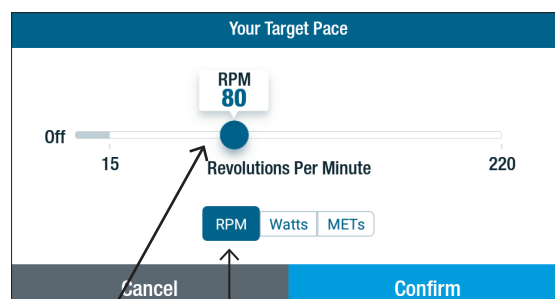 Your Target Pace
RPM
80
Off
15
Revolutions Per Minute
220
RPM
Watts
METs
Cancel
Confirm